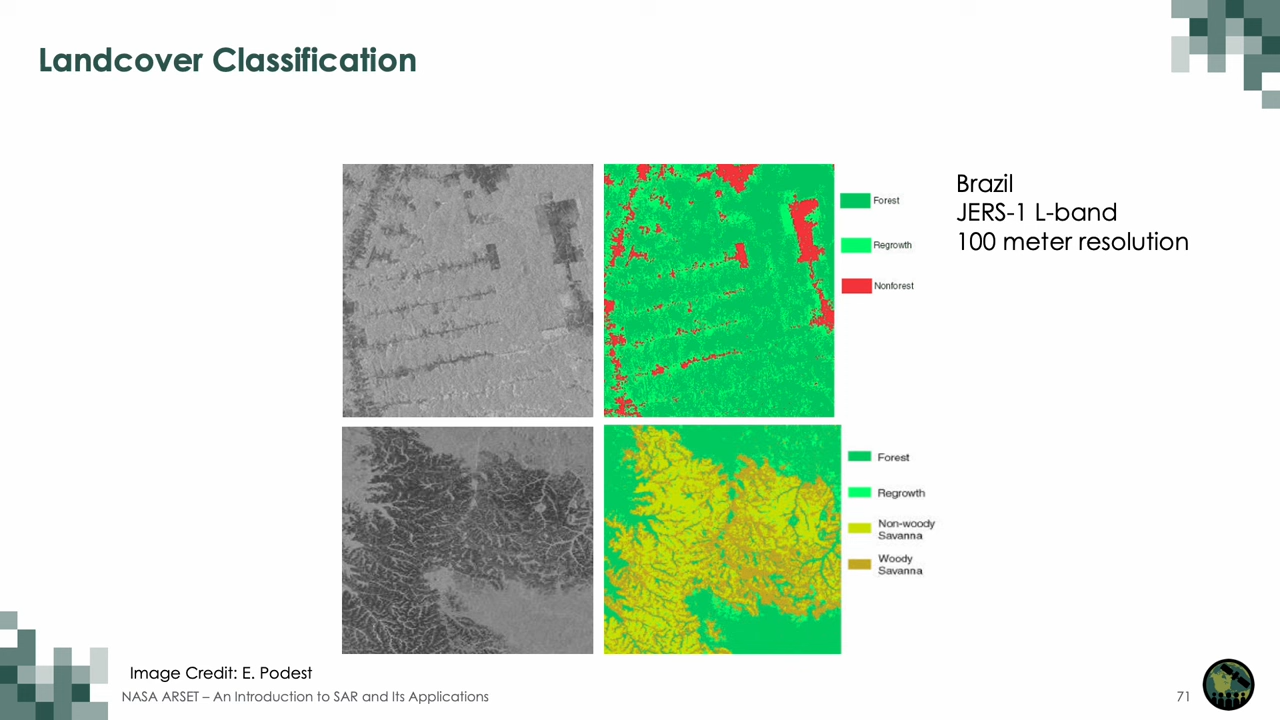 Landcover Classification
Forest
Regrowth
Nonforest
Brazil
JERS-1 L-band
100 meter resolution
Forest
Regrowth
Non-woody
Savanna
Woody
Savanna
Image Credit: E. Podest
NASA ARSET – An Introduction to SAR and Its Applications
71